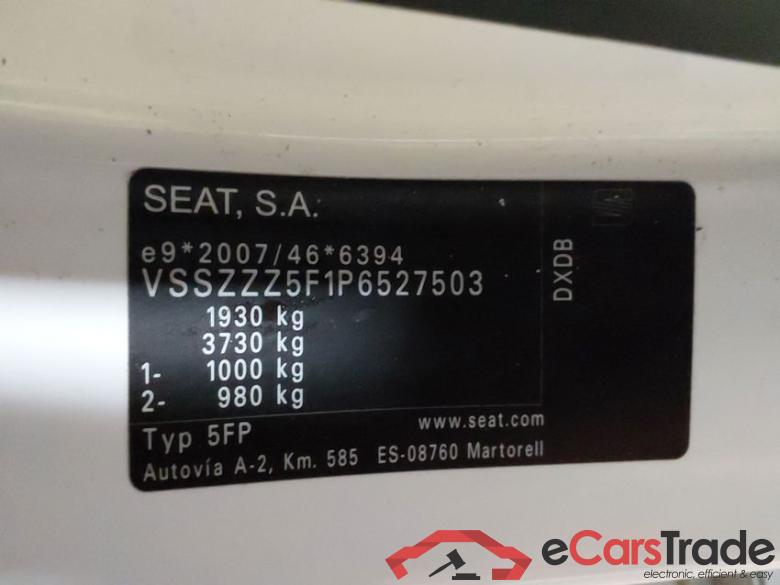 SEAT, S.A.
e9*2007/46*6394
VSSZZZ5F1P6527503
1930 kg
3730 kg
1- 1000 kg
2- 980 kg
Typ 5FP
www.seat.com
Autovía A-2, Km. 585 ES-08760 Martorell
DXDB
eCarsTrade
electronic, efficient & easy